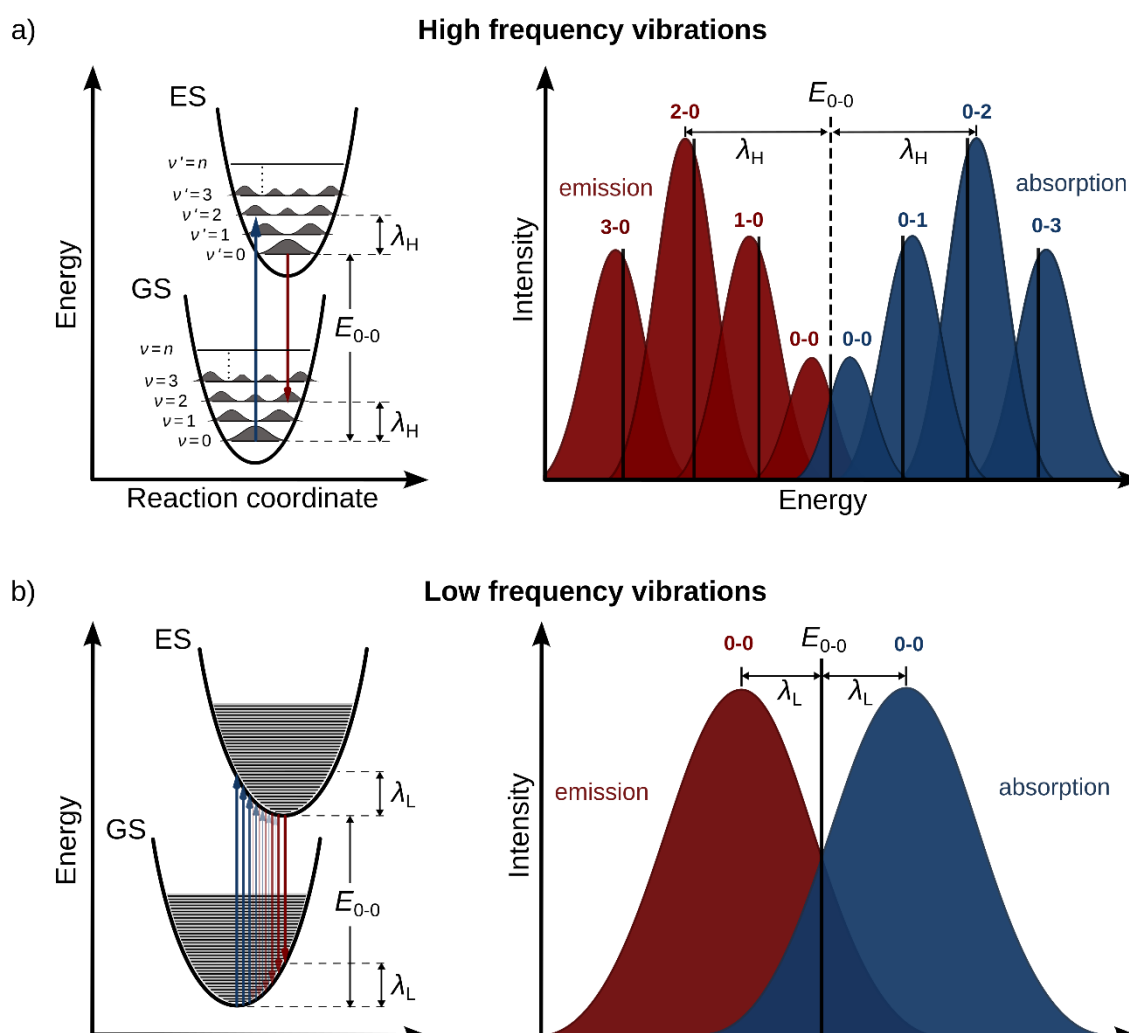 a)
High frequency vibrations
Energy
ES
ν'=n
ν'=3
ν'=2
ν'=1
ν'=0
λH
GS
E0-0
ν=n
ν=3
ν=2
ν=1
ν=0
λH
Reaction coordinate
Intensity
E0-0
2-0
0-2
λH
λH
emission
absorption
3-0
1-0
0-1
0-3
0-0
0-0
Energy
b)
Low frequency vibrations
Energy
ES
λL
GS
E0-0
λL
Intensity
0-0
E0-0
0-0
λL
λL
emission
absorption